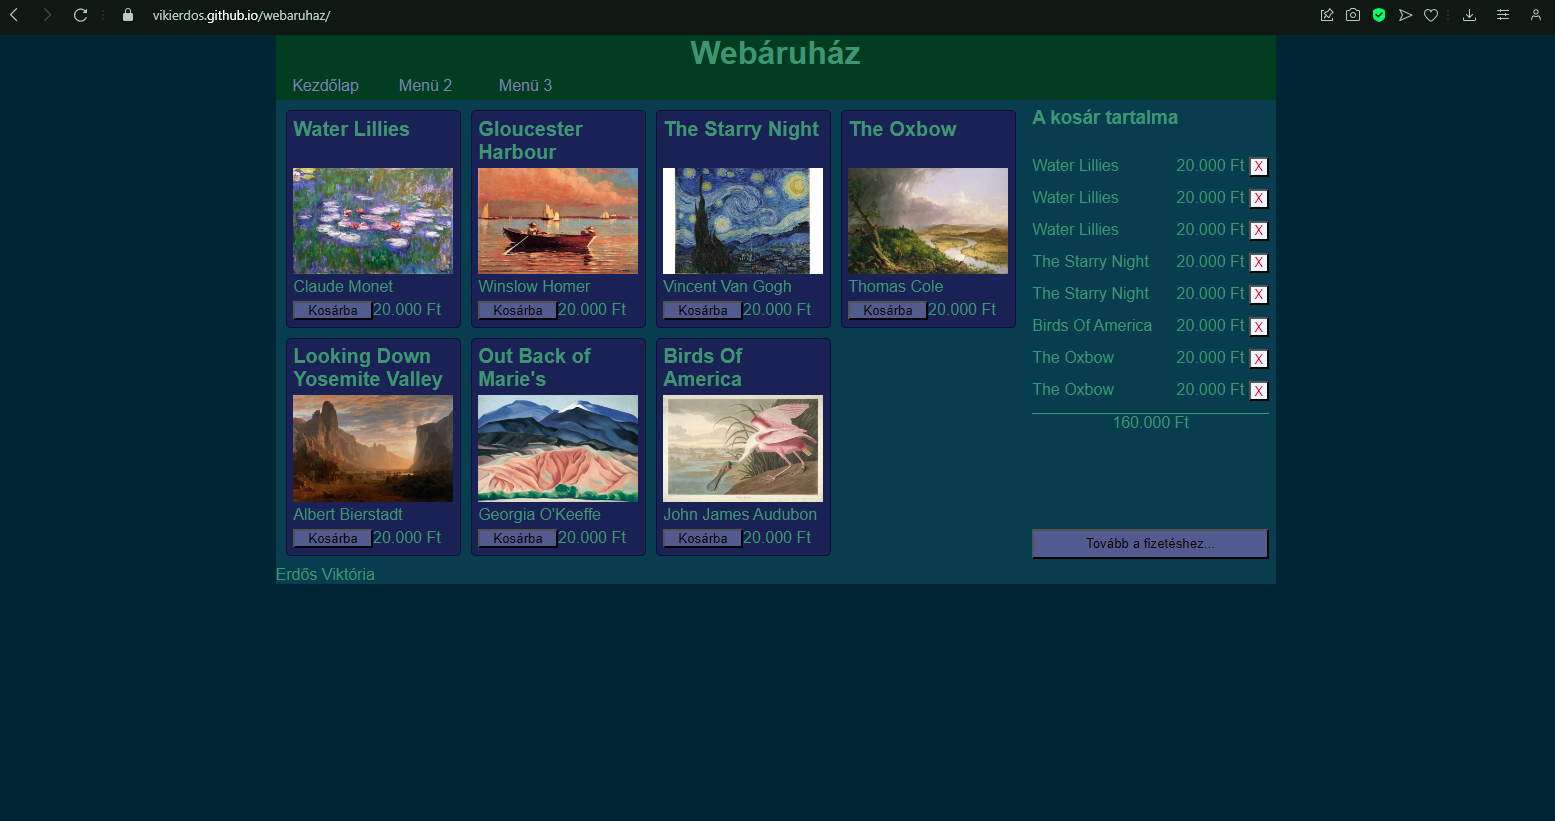 vikierdos.github.io/webaruhaz/
Webáruház
Kezdőlap Menü 2 Menü 3
Water Lillies
Claude Monet
Kosárba 20.000 Ft
Gloucester
Harbour
Winslow Homer
Kosárba 20.000 Ft
The Starry Night
Vincent Van Gogh
Kosárba 20.000 Ft
The Oxbow
Thomas Cole
Kosárba 20.000 Ft
Looking Down
Yosemite Valley
Albert Bierstadt
Kosárba 20.000 Ft
Out Back of
Marie's
Georgia O'Keeffe
Kosárba 20.000 Ft
Birds Of
America
John James Audubon
Kosárba 20.000 Ft
A kosár tartalma
Water Lillies 20.000 Ft X
Water Lillies 20.000 Ft X
Water Lillies 20.000 Ft X
The Starry Night 20.000 Ft X
The Starry Night 20.000 Ft X
Birds Of America 20.000 Ft X
The Oxbow 20.000 Ft X
The Oxbow 20.000 Ft X
160.000 Ft
Tovább a fizetéshez...
Erdős Viktória